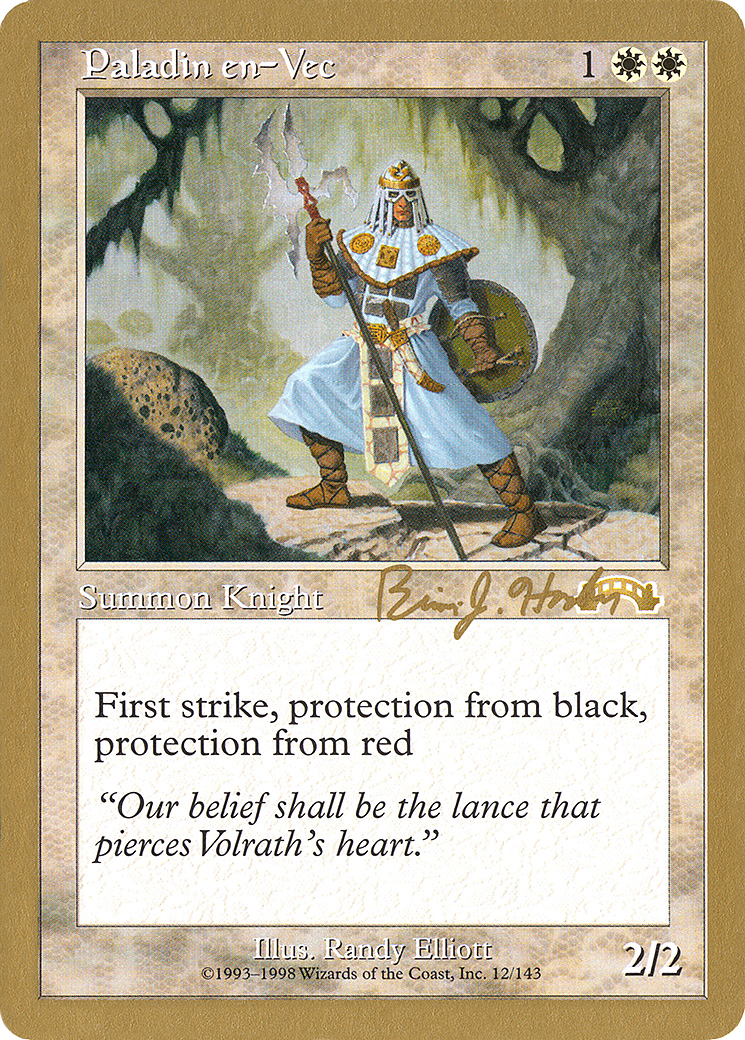 Paladin en-Vec 1
Summon Knight Brian J. Hacker
First strike, protection from black,
protection from red
“Our belief shall be the lance that
pierces Volrath’s heart.”
Illus. Randy Elliott
©1993–1998 Wizards of the Coast, Inc. 12/143
2/2